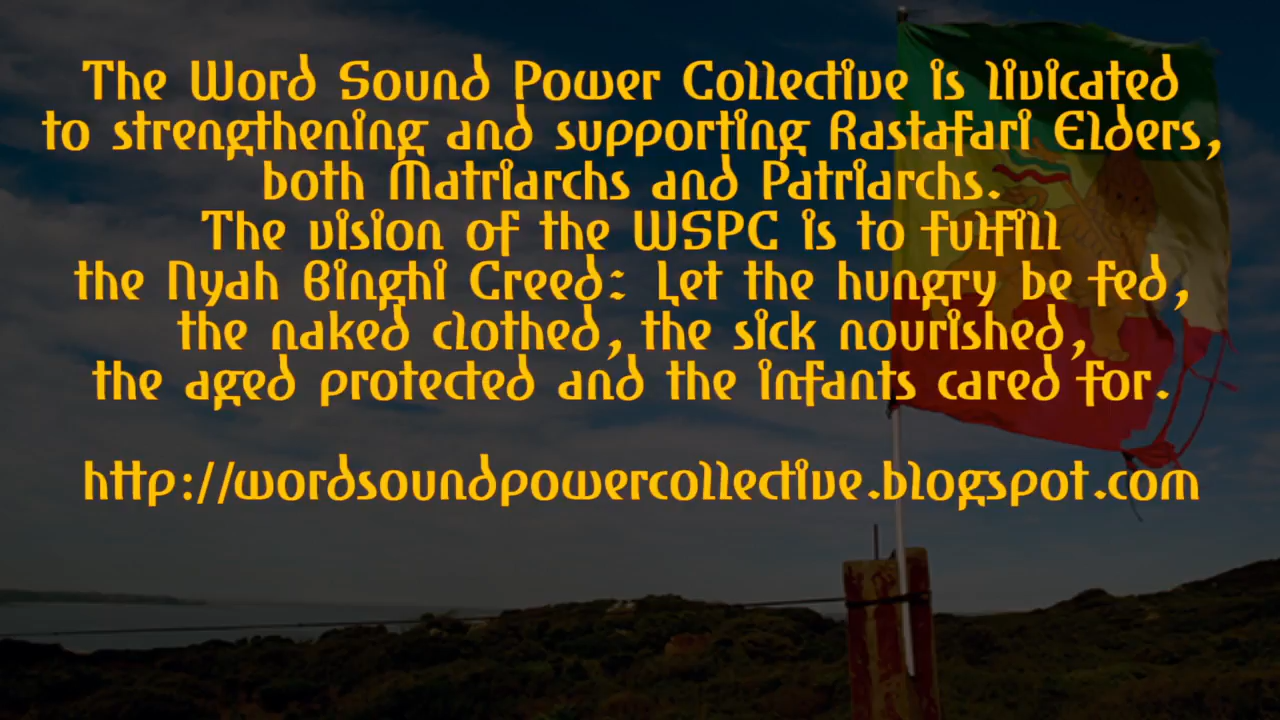 The Word Sound Power Collective is livicated
to strengthening and supporting Rastafari Elders,
both Matriarchs and Patriarchs.
The vision of the WSPC is to fulfill
the Nyah Binghi Creed: Let the hungry be fed,
the naked clothed, the sick nourished,
the aged protected and the infants cared for.
http://wordsoundpowercollective.blogspot.com